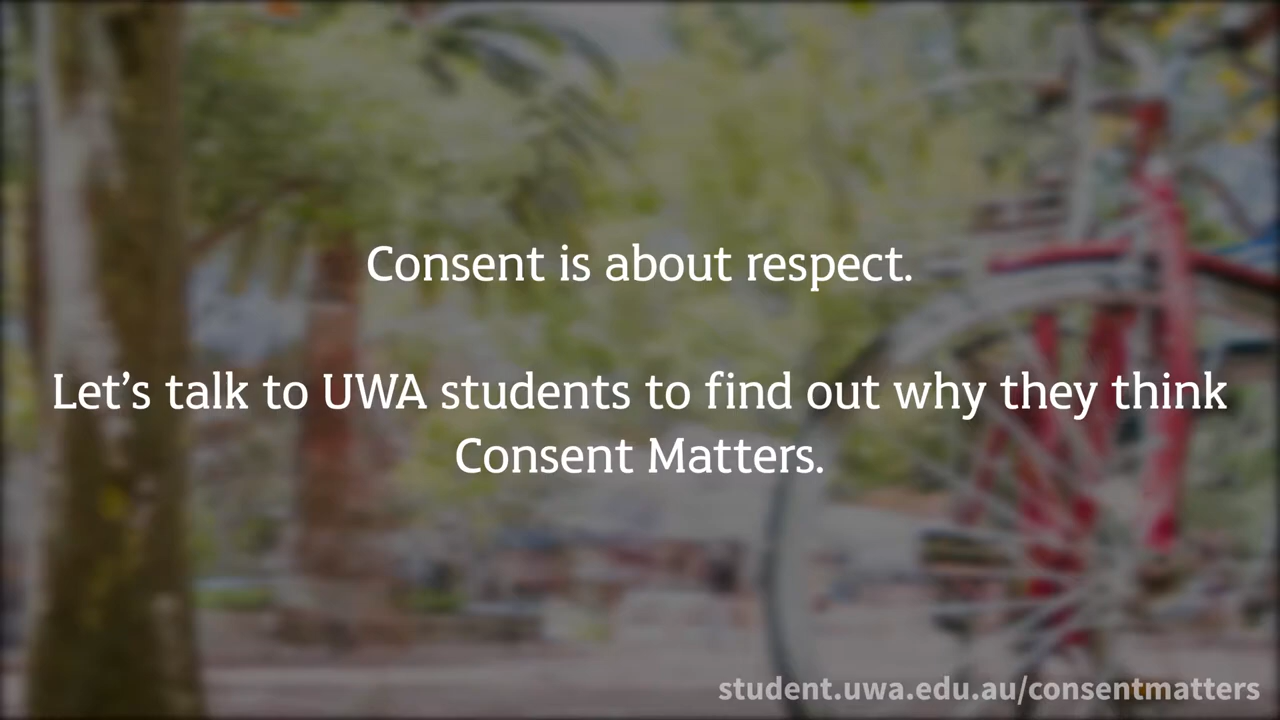 Consent is about respect.
Let’s talk to UWA students to find out why they think
Consent Matters.
student.uwa.edu.au/consentmatters